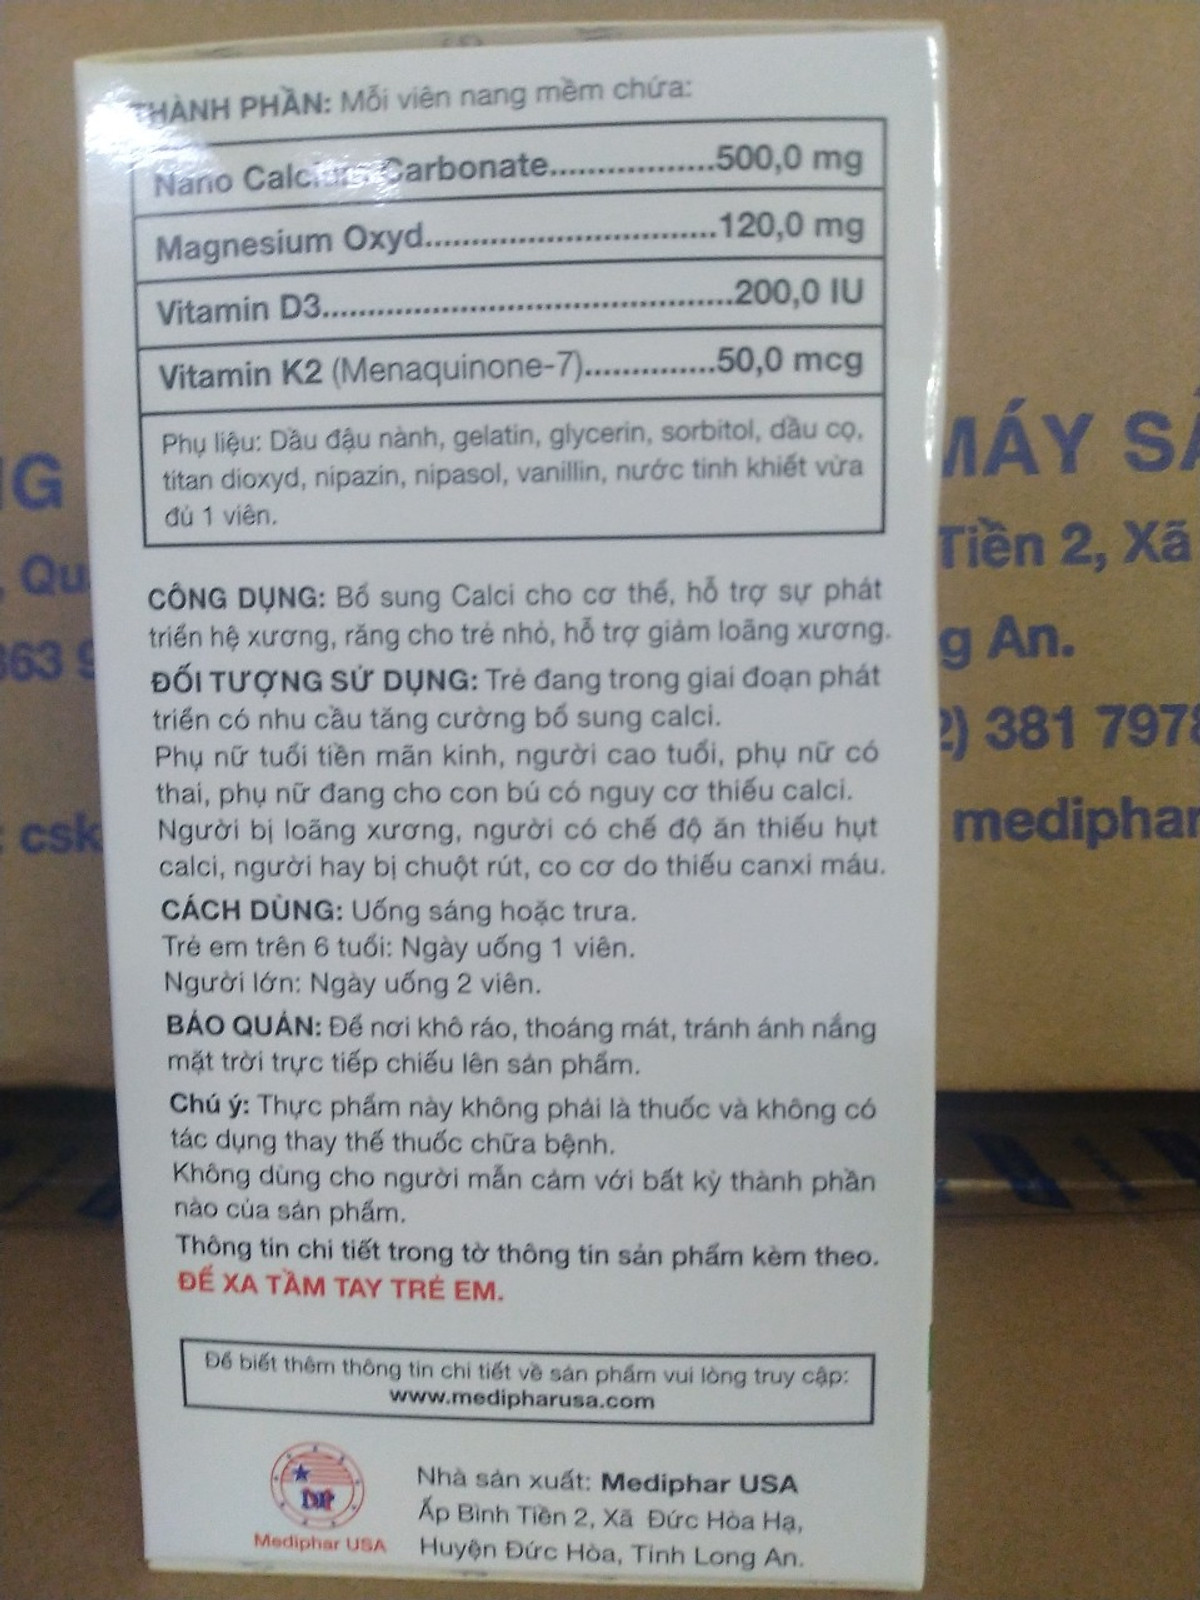 THÀNH PHẦN: Mỗi viên nang mềm chứa:
Nano Calcium Carbonate.................500,0 mg
Magnesium Oxyd................................120,0 mg
Vitamin D3.............................................200,0 IU
Vitamin K2 (Menaquinone-7)...............50,0 mcg
Phụ liệu: Dầu đậu nành, gelatin, glycerin, sorbitol, dầu cọ,
titan dioxyd, nipazin, nipasol, vanillin, nước tinh khiết vừa
đủ 1 viên.
CÔNG DỤNG: Bổ sung Calci cho cơ thể, hỗ trợ sự phát
triển hệ xương, răng cho trẻ nhỏ, hỗ trợ giảm loãng xương.
ĐỐI TƯỢNG SỬ DỤNG: Trẻ đang trong giai đoạn phát
triển có nhu cầu tăng cường bổ sung calci.
Phụ nữ tuổi tiền mãn kinh, người cao tuổi, phụ nữ có
thai, phụ nữ đang cho con bú có nguy cơ thiếu calci.
Người bị loãng xương, người có chế độ ăn thiếu hụt
calci, người hay bị chuột rút, co cơ do thiếu canxi máu.
CÁCH DÙNG: Uống sáng hoặc trưa.
Trẻ em trên 6 tuổi: Ngày uống 1 viên.
Người lớn: Ngày uống 2 viên.
BẢO QUẢN: Để nơi khô ráo, thoáng mát, tránh ánh nắng
mặt trời trực tiếp chiếu lên sản phẩm.
Chú ý: Thực phẩm này không phải là thuốc và không có
tác dụng thay thế thuốc chữa bệnh.
Không dùng cho người mẫn cảm với bất kỳ thành phần
nào của sản phẩm.
Thông tin chi tiết trong tờ thông tin sản phẩm kèm theo.
ĐỂ XA TẦM TAY TRẺ EM.
Để biết thêm thông tin chi tiết về sản phẩm vui lòng truy cập:
www.medipharusa.com
Mediphar USA
Nhà sản xuất: Mediphar USA
Ấp Bình Tiền 2, Xã Đức Hòa Hạ,
Huyện Đức Hòa, Tỉnh Long An.
MÁY
Tiền 2, Xã
g An.
2) 381 7978
mediphar